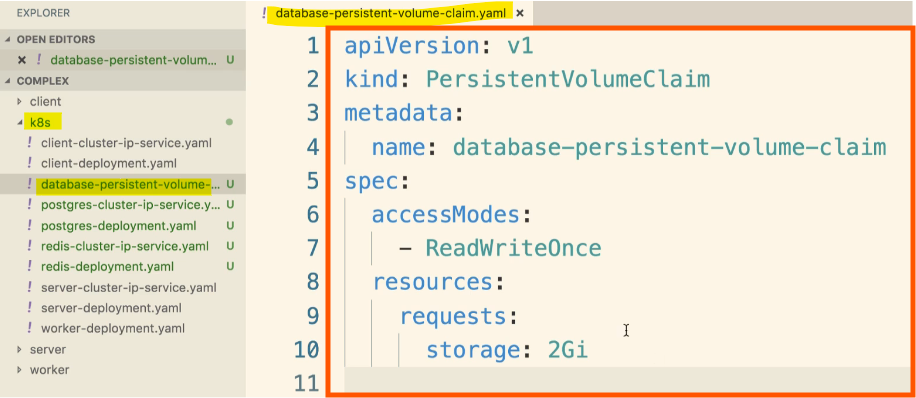 EXPLORER
OPEN EDITORS
× ! database-persistent-volum... U
COMPLEX
client
k8s
! client-cluster-ip-service.yaml
! client-deployment.yaml
! database-persistent-volume-... U
! postgres-cluster-ip-service.y... U
! postgres-deployment.yaml U
! redis-cluster-ip-service.yaml U
! redis-deployment.yaml U
! server-cluster-ip-service.yaml
! server-deployment.yaml
! worker-deployment.yaml
server
worker
! database-persistent-volume-claim.yaml ×
1 apiVersion: v1
2 kind: PersistentVolumeClaim
3 metadata:
4 name: database-persistent-volume-claim
5 spec:
6 accessModes:
7 - ReadWriteOnce
8 resources:
9 requests:
10 storage: 2Gi
11